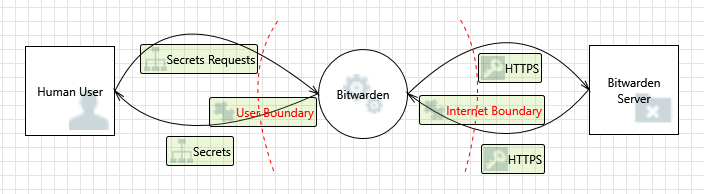 Secrets Requests
HTTPS
Human User
Bitwarden
Bitwarden
Server
User Boundary
Internet Boundary
Secrets
HTTPS